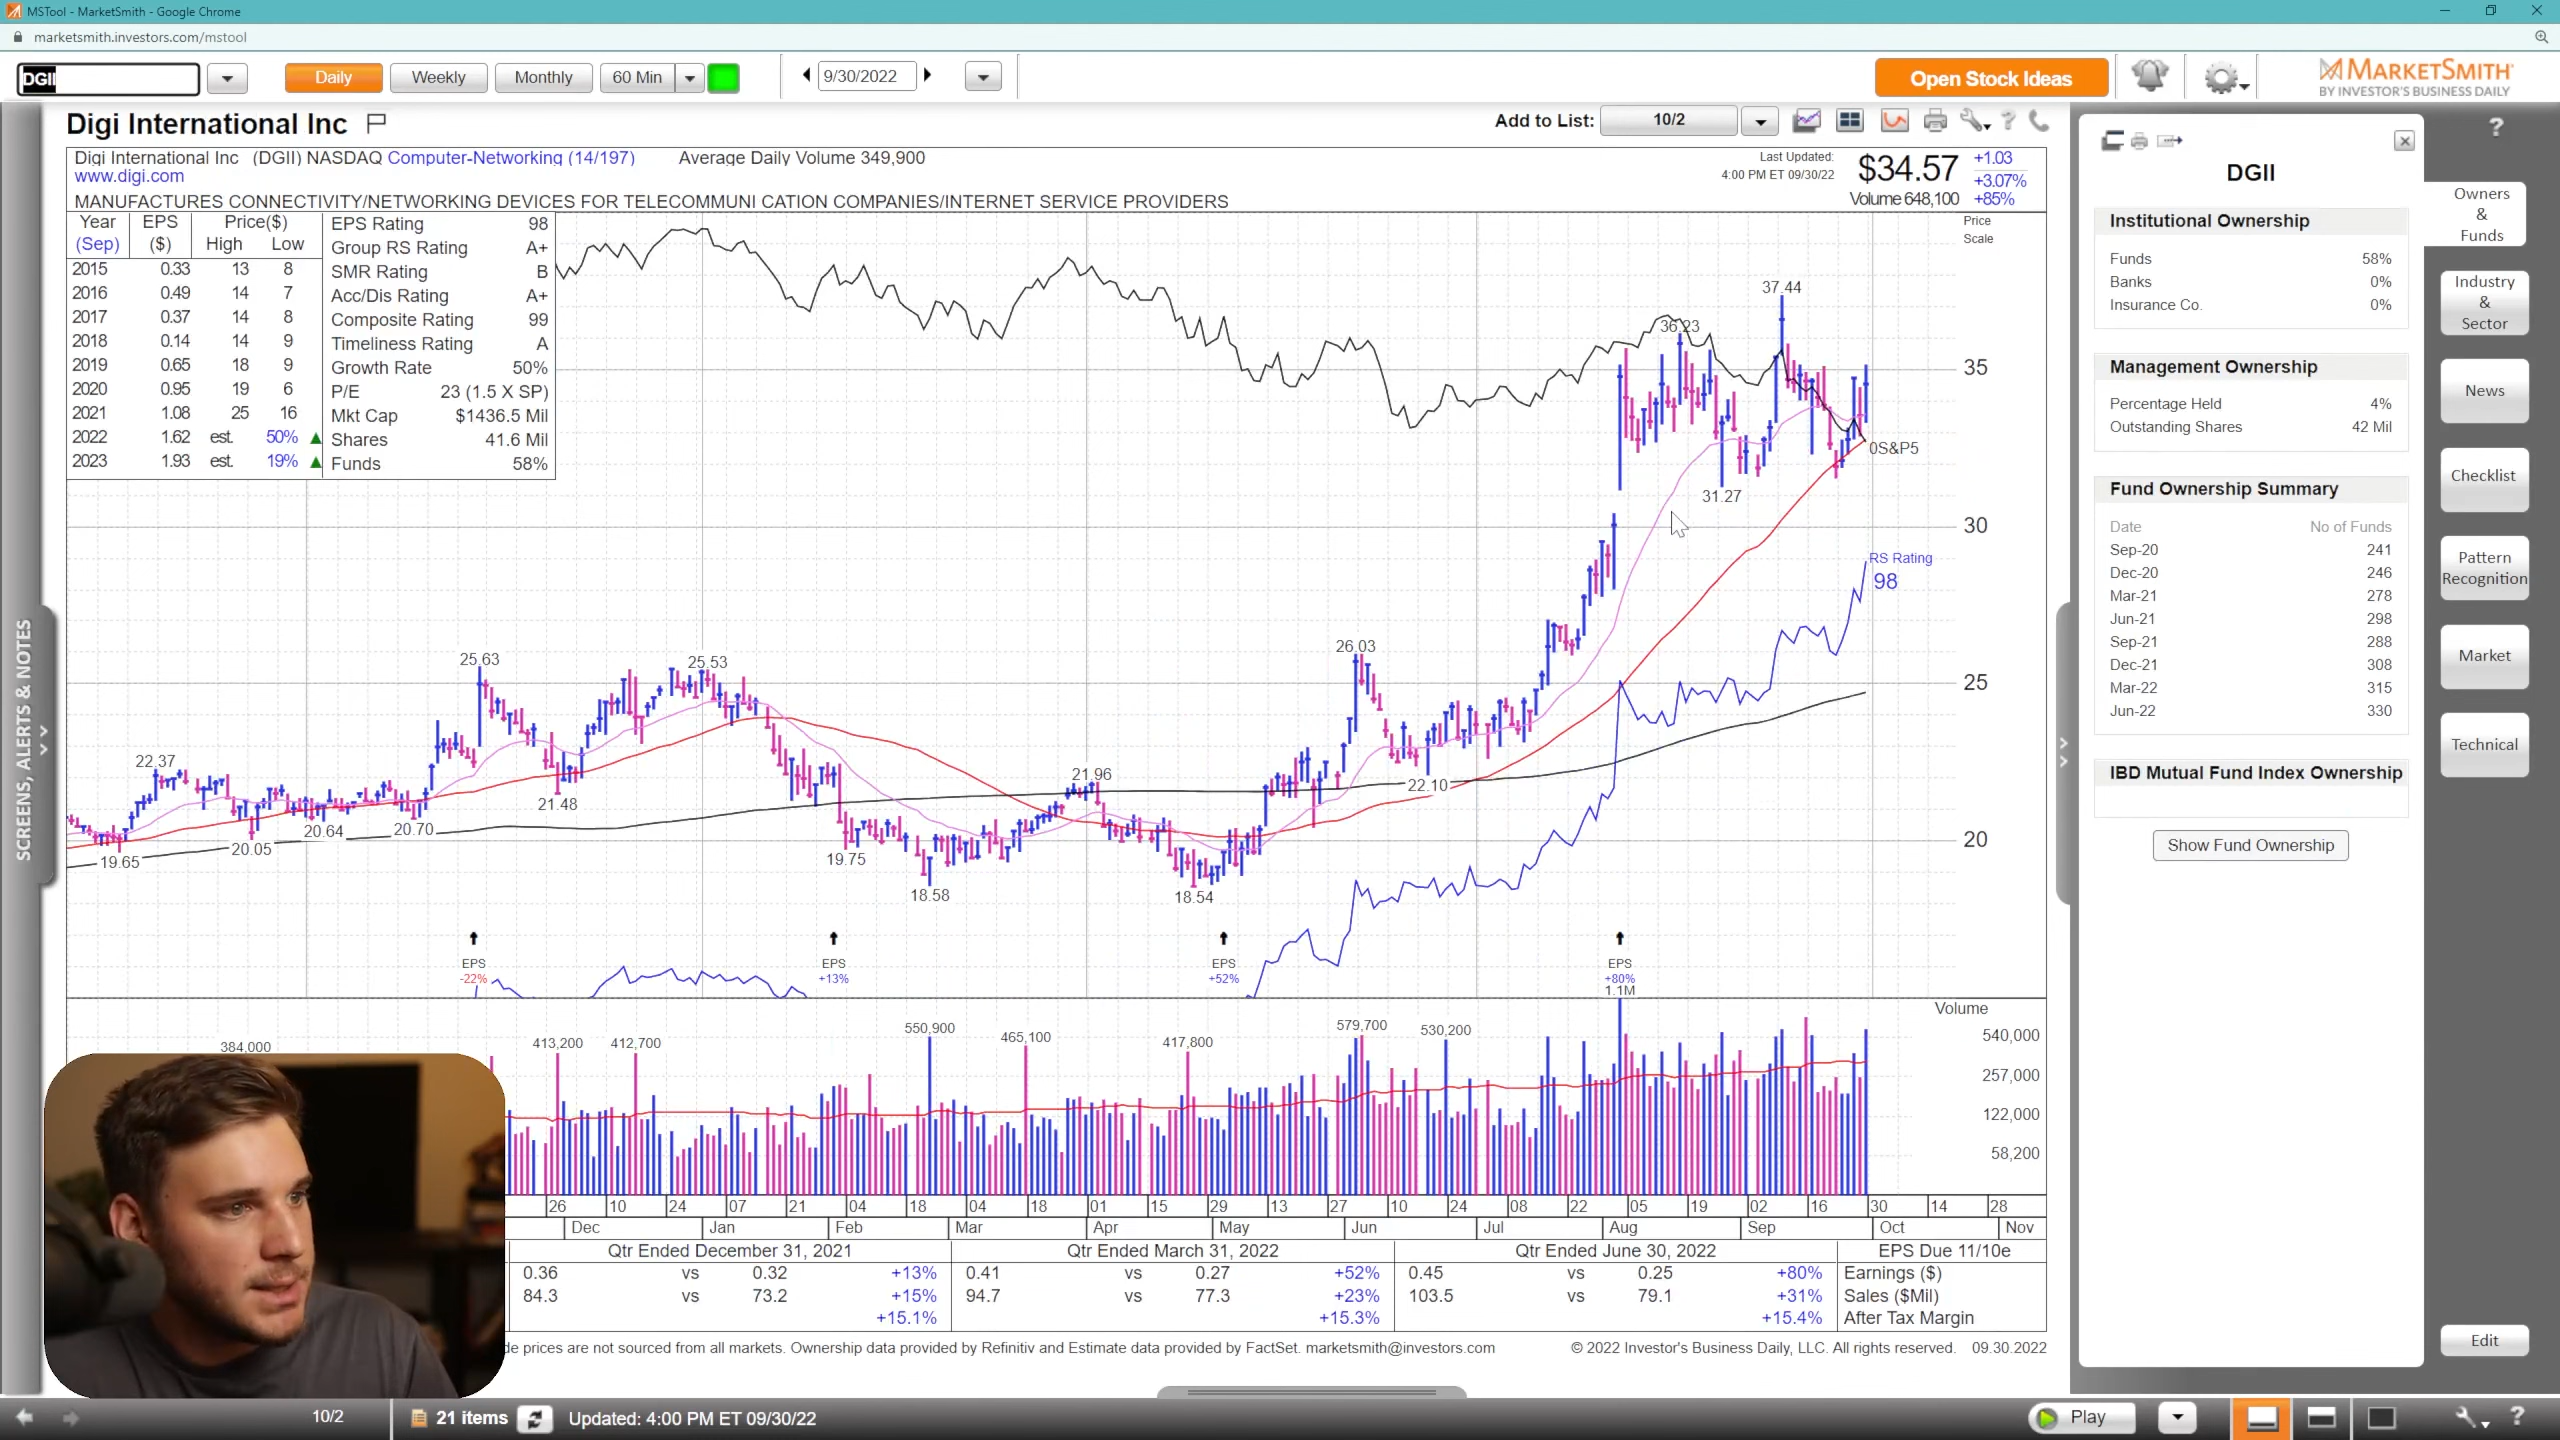 MSTool - MarketSmith - Google Chrome
marketsmith.investors.com/mstool
DGII
Daily
Weekly
Monthly
60 Min
9/30/2022
Open Stock Ideas
MARKETSMITH
BY INVESTOR'S BUSINESS DAILY
Digi International Inc
Add to List:
10/2
?
Digi International Inc (DGII) NASDAQ Computer-Networking (14/197) Average Daily Volume 349,900
www.digi.com
Last Updated:
4:00 PM ET 09/30/22
$34.57
+1.03
+3.07%
Volume 648,100 +85%
MANUFACTURES CONNECTIVITY/NETWORKING DEVICES FOR TELECOMMUNI CATION COMPANIES/INTERNET SERVICE PROVIDERS
Year EPS Price($)
(Sep) ($) High Low
2015 0.33 13 8
2016 0.49 14 7
2017 0.37 14 8
2018 0.14 14 9
2019 0.65 18 9
2020 0.95 19 6
2021 1.08 25 16
2022 1.62 est. 50%
2023 1.93 est. 19%
EPS Rating 98
Group RS Rating A+
SMR Rating B
Acc/Dis Rating A+
Composite Rating 99
Timeliness Rating A
Growth Rate 50%
P/E 23 (1.5 X SP)
Mkt Cap $1436.5 Mil
Shares 41.6 Mil
Funds 58%
Price
Scale
37.44
36.23
35
0S&P5
31.27
30
RS Rating
98
26.03
25.63
25.53
25
22.37
21.96
22.10
21.48
20.64
20.70
20
20.05
19.65
19.75
18.58
18.54
EPS
-22%
EPS
+13%
EPS
+52%
EPS
+80%
1.1M
Volume
384,000
413,200
412,700
550,900
465,100
417,800
579,700
530,200
540,000
257,000
122,000
58,200
26 10 24 07 21 04 18 04 18 01 15 29 13 27 10 24 08 22 05 19 02 16 30 14 28
Dec Jan Feb Mar Apr May Jun Jul Aug Sep Oct Nov
Qtr Ended December 31, 2021
0.36 vs 0.32 +13%
84.3 vs 73.2 +15%
+15.1%
Qtr Ended March 31, 2022
0.41 vs 0.27 +52%
94.7 vs 77.3 +23%
+15.3%
Qtr Ended June 30, 2022
0.45 vs 0.25 +80%
103.5 vs 79.1 +31%
+15.4%
EPS Due 11/10e
Earnings ($)
Sales ($Mil)
After Tax Margin
de prices are not sourced from all markets. Ownership data provided by Refinitiv and Estimate data provided by FactSet. marketsmith@investors.com
© 2022 Investor's Business Daily, LLC. All rights reserved. 09.30.2022
SCREENS, ALERTS & NOTES
DGII
Institutional Ownership
Funds 58%
Banks 0%
Insurance Co. 0%
Management Ownership
Percentage Held 4%
Outstanding Shares 42 Mil
Fund Ownership Summary
Date No of Funds
Sep-20 241
Dec-20 246
Mar-21 278
Jun-21 298
Sep-21 288
Dec-21 308
Mar-22 315
Jun-22 330
IBD Mutual Fund Index Ownership
Show Fund Ownership
?
Owners
&
Funds
Industry
&
Sector
News
Checklist
Pattern
Recognition
Market
Technical
Edit
10/2
21 items
Updated: 4:00 PM ET 09/30/22
Play
?